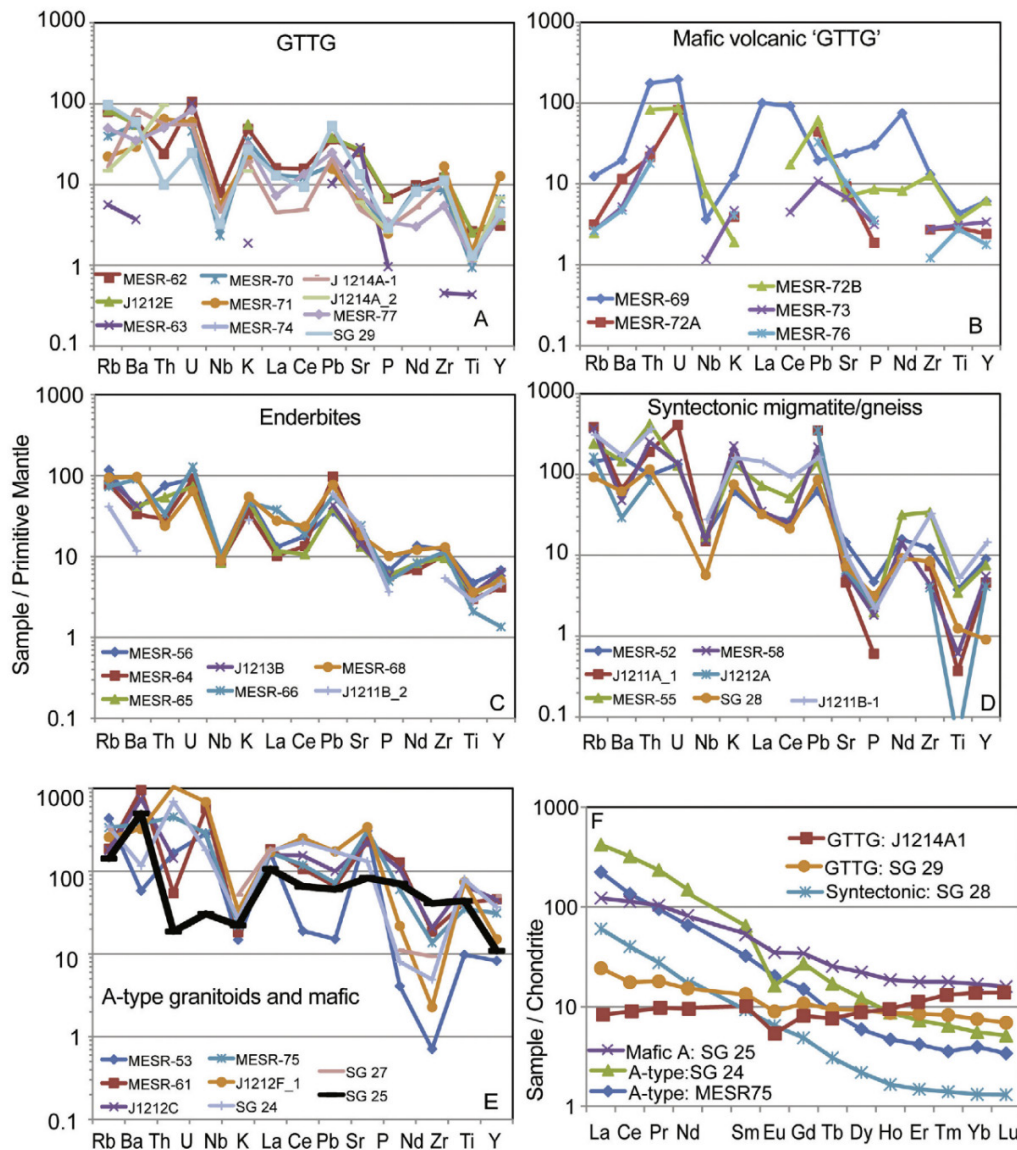 GTTG
1000
100
10
1
0.1
MESR-62
J1212E
MESR-63
MESR-70
MESR-71
MESR-74
J 1214A-1
J1214A_2
MESR-77
SG 29
A
Rb Ba Th U Nb K La Ce Pb Sr P Nd Zr Ti Y
Mafic volcanic ‘GTTG’
1000
100
10
1
0.1
MESR-69
MESR-72A
MESR-72B
MESR-73
MESR-76
B
Rb Ba Th U Nb K La Ce Pb Sr P Nd Zr Ti Y
Sample / Primitive Mantle
Enderbites
1000
100
10
1
0.1
MESR-56
MESR-64
MESR-65
J1213B
MESR-66
MESR-68
J1211B_2
C
Rb Ba Th U Nb K La Ce Pb Sr P Nd Zr Ti Y
Syntectonic migmatite/gneiss
1000
100
10
1
0.1
MESR-52
J1211A_1
MESR-55
MESR-58
J1212A
SG 28
J1211B-1
D
Rb Ba Th U Nb K La Ce Pb Sr P Nd Zr Ti Y
1000
100
10
1
0.1
A-type granitoids and mafic
MESR-53
MESR-61
J1212C
MESR-75
J1212F_1
SG 24
SG 27
SG 25
E
Rb Ba Th U Nb K La Ce Pb Sr P Nd Zr Ti Y
Sample / Chondrite
1000
100
10
1
F
GTTG: J1214A1
GTTG: SG 29
Syntectonic: SG 28
Mafic A: SG 25
A-type:SG 24
A-type: MESR75
La Ce Pr Nd Sm Eu Gd Tb Dy Ho Er Tm Yb Lu